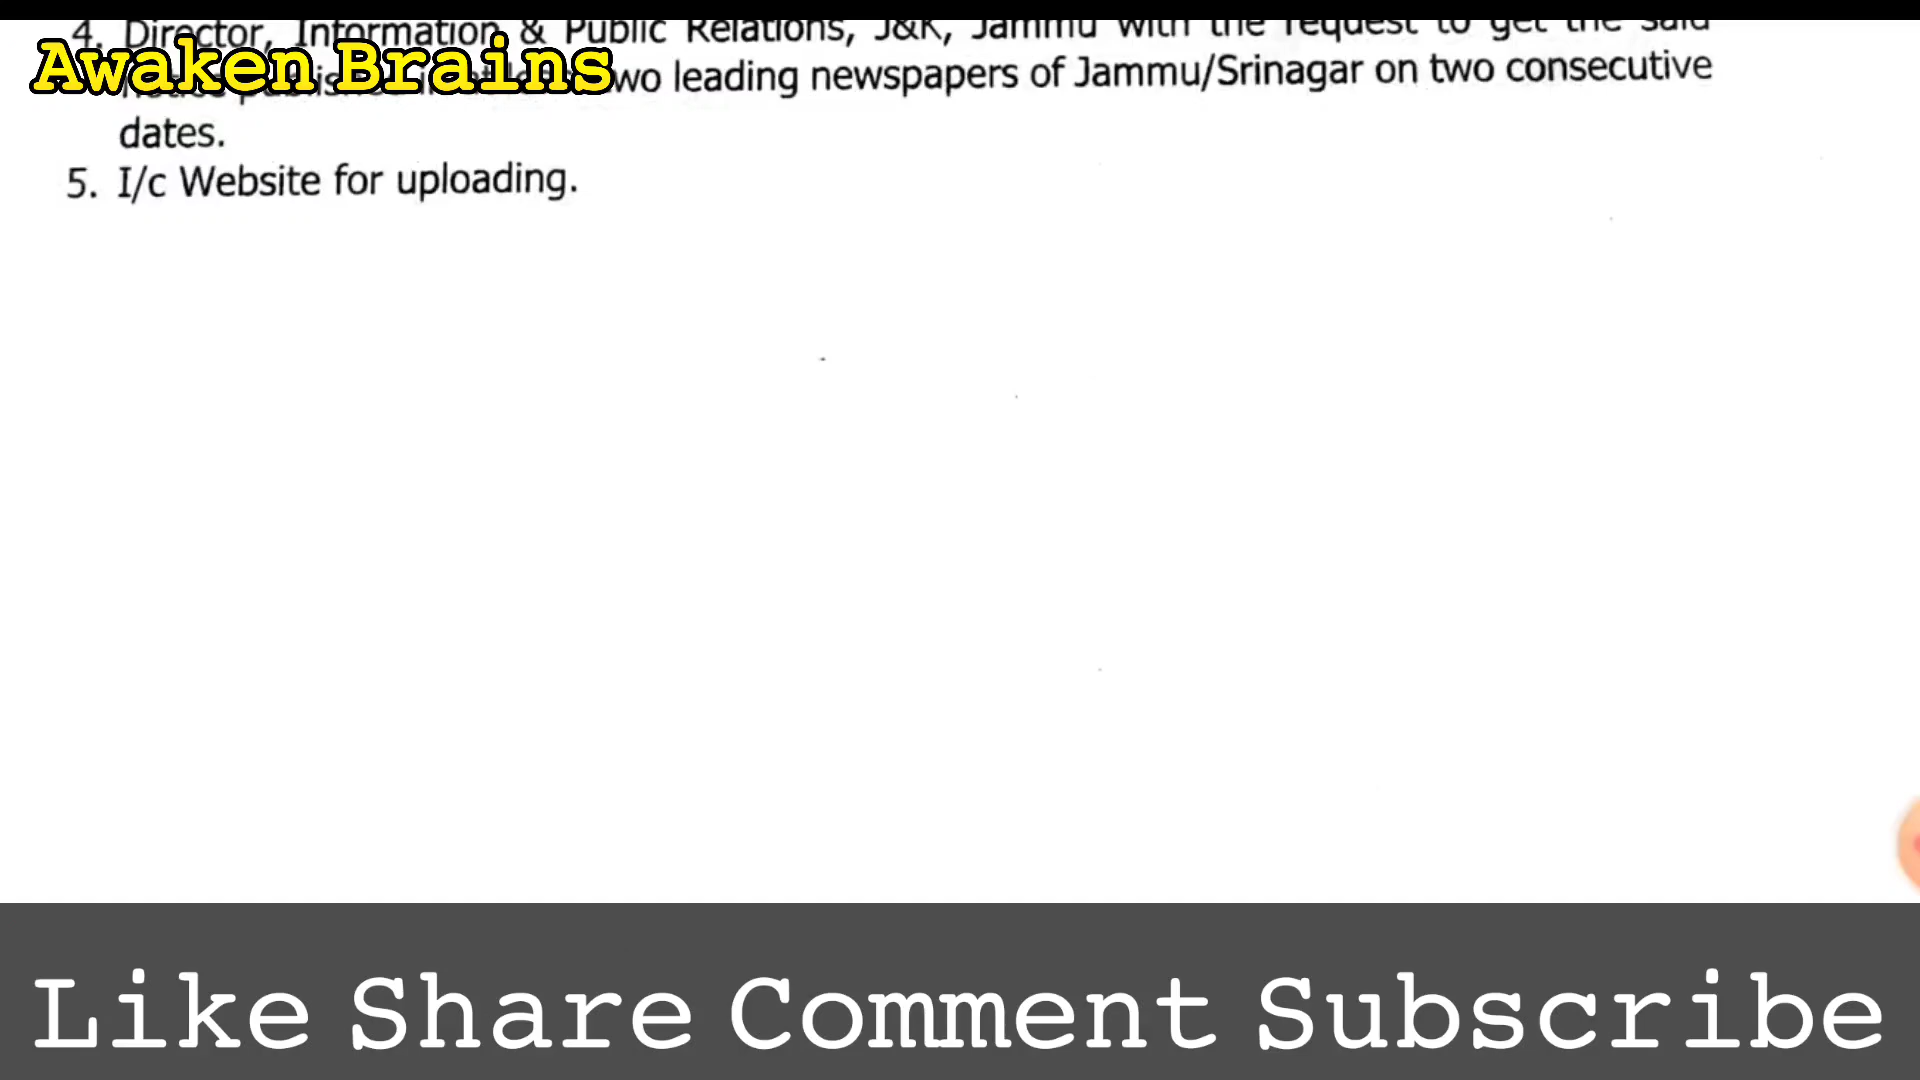 4. Director, Information & Public Relations, J&K, Jammu with the request to get the said
Awaken Brains
two leading newspapers of Jammu/Srinagar on two consecutive
dates.
5. I/c Website for uploading.
Like Share Comment Subscribe